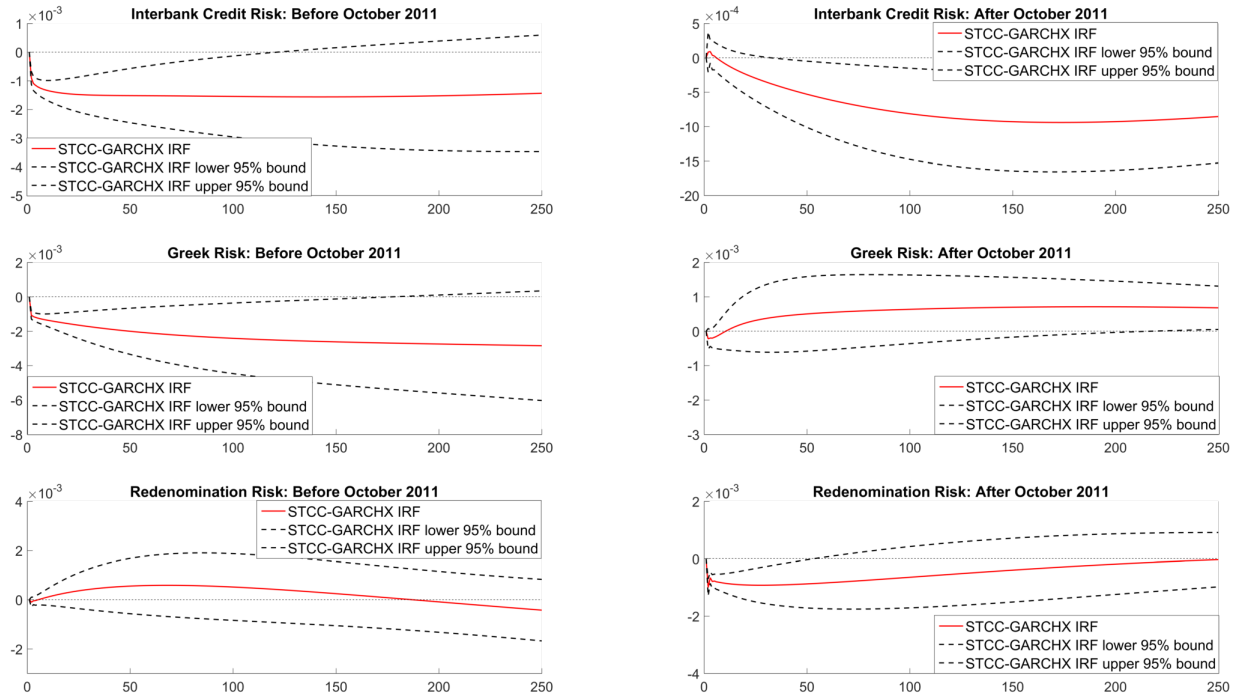 Interbank Credit Risk: Before October 2011
×10⁻³
1
0
-1
-2
-3
-4
-5
0 50 100 150 200 250
STCC-GARCHX IRF
STCC-GARCHX IRF lower 95% bound
STCC-GARCHX IRF upper 95% bound
Interbank Credit Risk: After October 2011
×10⁻⁴
5
0
-5
-10
-15
-20
0 50 100 150 200 250
STCC-GARCHX IRF
STCC-GARCHX IRF lower 95% bound
STCC-GARCHX IRF upper 95% bound
Greek Risk: Before October 2011
×10⁻³
2
0
-2
-4
-6
-8
0 50 100 150 200 250
STCC-GARCHX IRF
STCC-GARCHX IRF lower 95% bound
STCC-GARCHX IRF upper 95% bound
Greek Risk: After October 2011
×10⁻³
2
1
0
-1
-2
-3
0 50 100 150 200 250
STCC-GARCHX IRF
STCC-GARCHX IRF lower 95% bound
STCC-GARCHX IRF upper 95% bound
Redenomination Risk: Before October 2011
×10⁻³
4
2
0
-2
0 50 100 150 200 250
STCC-GARCHX IRF
STCC-GARCHX IRF lower 95% bound
STCC-GARCHX IRF upper 95% bound
Redenomination Risk: After October 2011
×10⁻³
2
0
-2
-4
0 50 100 150 200 250
STCC-GARCHX IRF
STCC-GARCHX IRF lower 95% bound
STCC-GARCHX IRF upper 95% bound